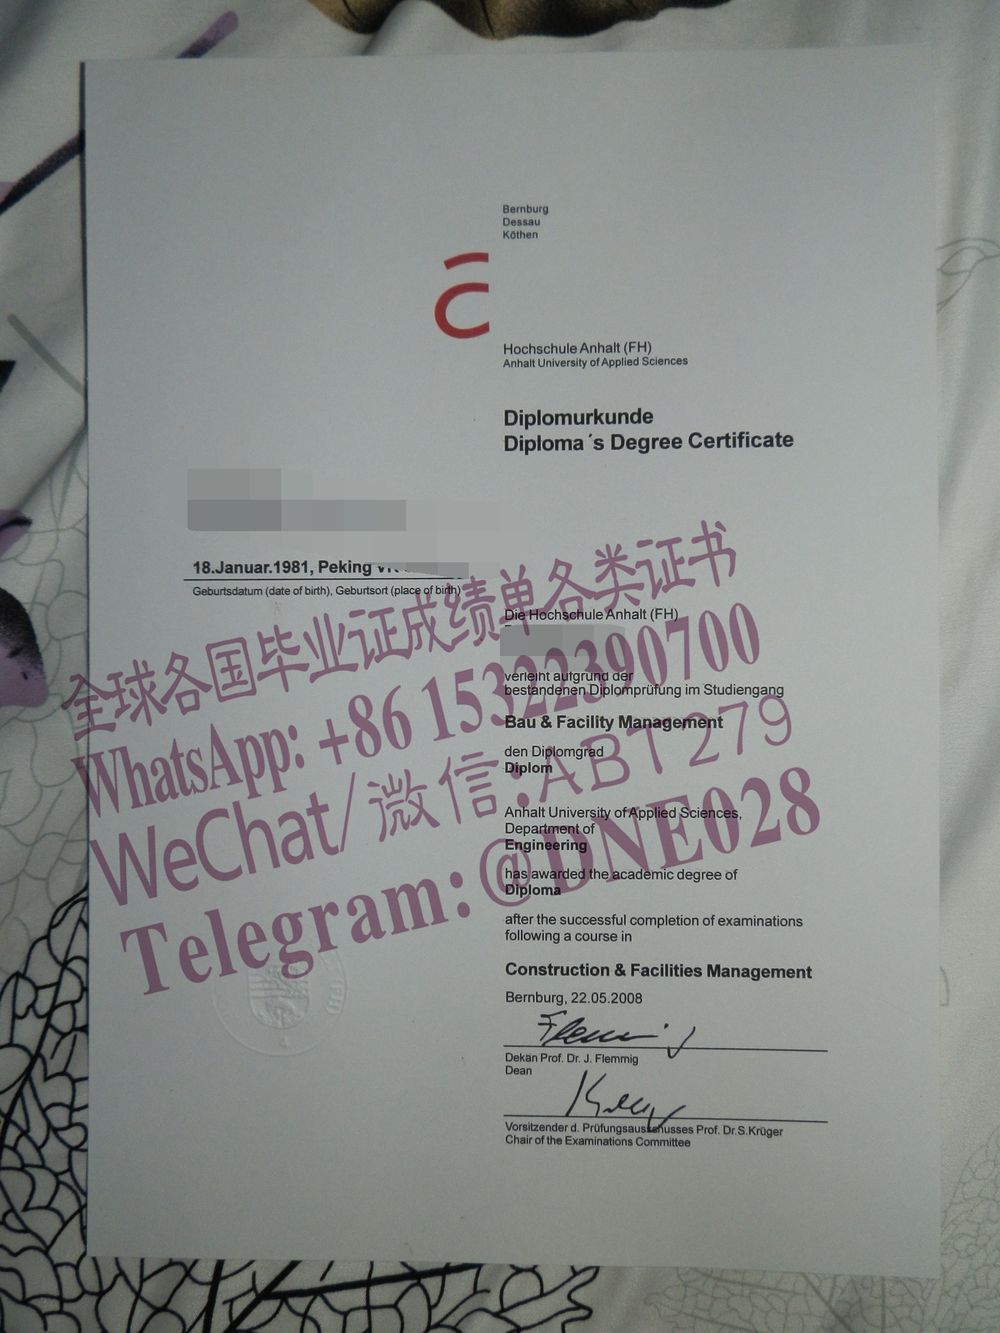 Bernburg
Dessau
Köthen
Hochschule Anhalt (FH)
Anhalt University of Applied Sciences
Diplomurkunde
Diploma´s Degree Certificate
18.Januar.1981, Peking
Geburtsdatum (date of birth), Geburtsort (place of birth)
Die Hochschule Anhalt (FH)
verleiht aufgrund der
bestandenen Diplomprüfung im Studiengang
Bau & Facility Management
den Diplomgrad
Diplom
Anhalt University of Applied Sciences,
Department of
Engineering
has awarded the academic degree of
Diploma
after the successful completion of examinations
following a course in
Construction & Facilities Management
Bernburg, 22.05.2008
Dekan Prof. Dr. J. Flemmig
Dean
Vorsitzender d. Prüfungsausschusses Prof. Dr.S.Krüger
Chair of the Examinations Committee
全球各国毕业证成绩单各类证书
WhatsApp: +86 15322390700
WeChat/微信:ABT279
Telegram:@DNE028